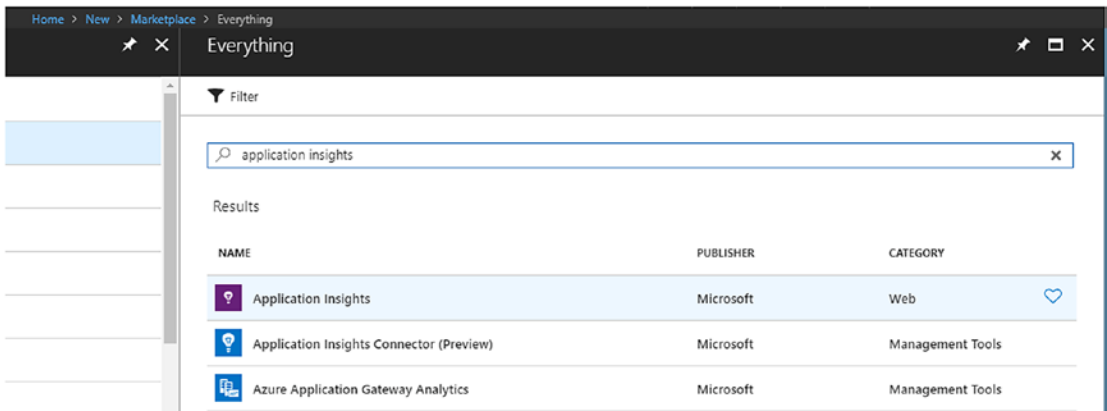 Home > New > Marketplace > Everything
Everything
Filter
application insights
Results
NAME PUBLISHER CATEGORY
Application Insights Microsoft Web
Application Insights Connector (Preview) Microsoft Management Tools
Azure Application Gateway Analytics Microsoft Management Tools